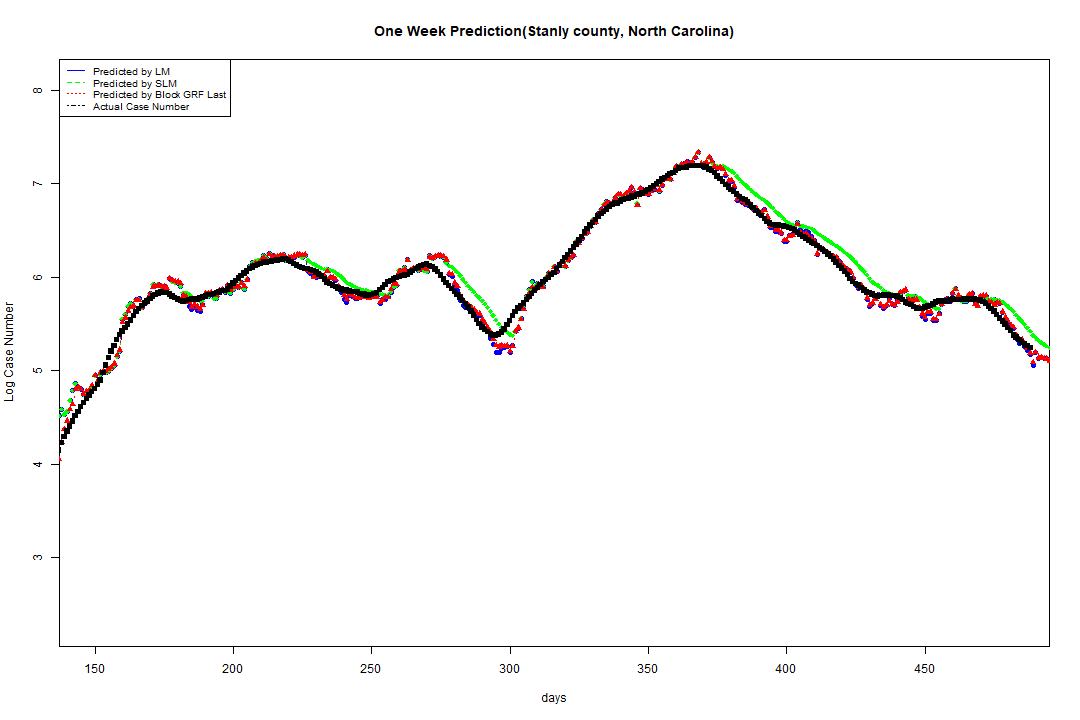 One Week Prediction(Stanly county, North Carolina)
Predicted by LM
Predicted by SLM
Predicted by Block GRF Last
Actual Case Number
8
7
6
5
4
3
Log Case Number
150 200 250 300 350 400 450
days